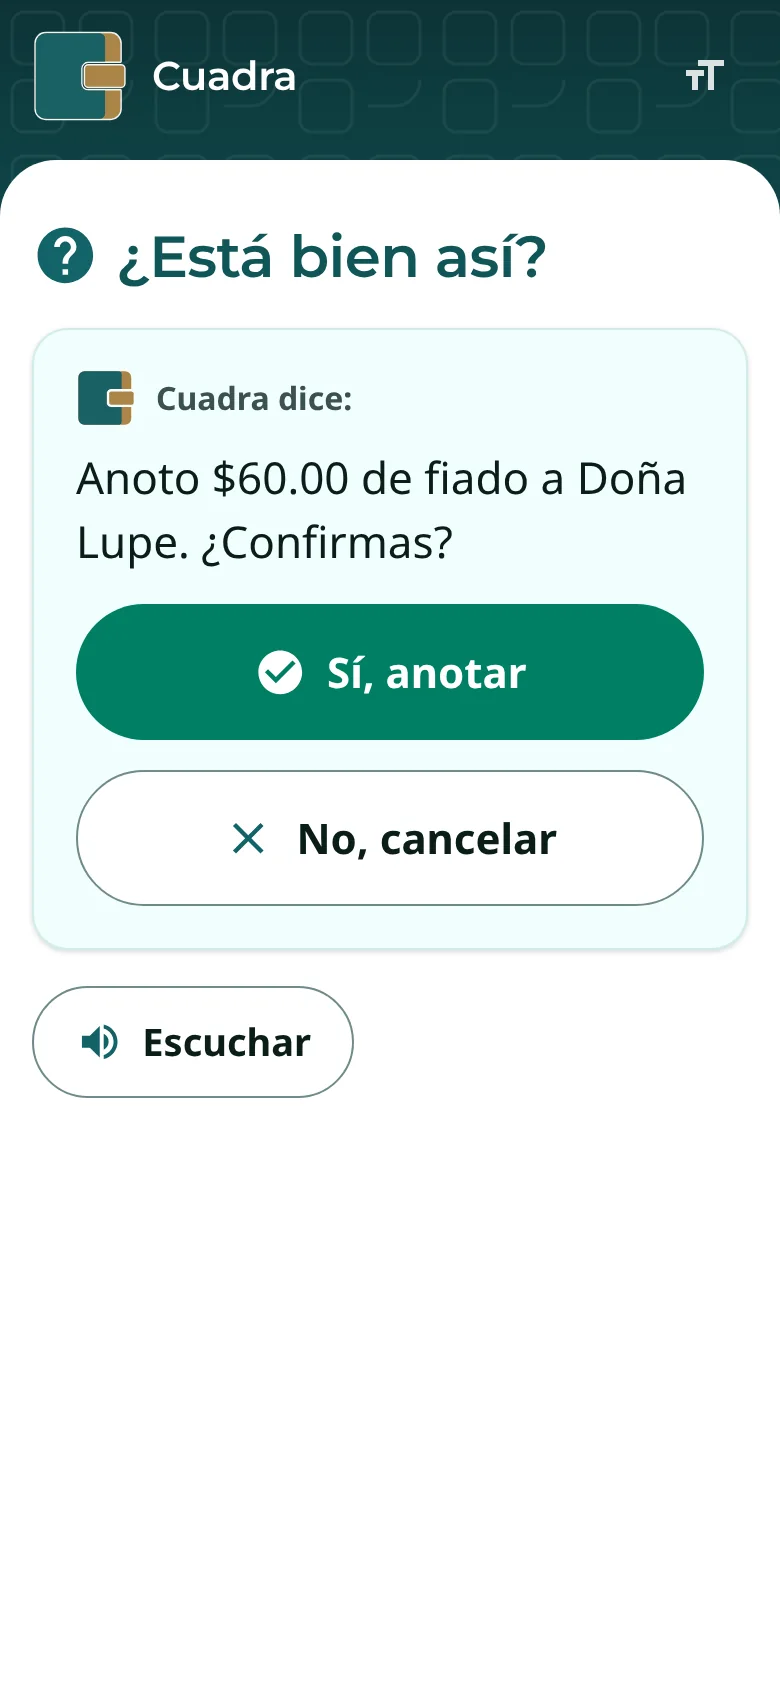 Cuadra
¿Está bien así?
Cuadra dice:
Anoto $60.00 de fiado a Doña
Lupe. ¿Confirmas?
Sí, anotar
No, cancelar
Escuchar